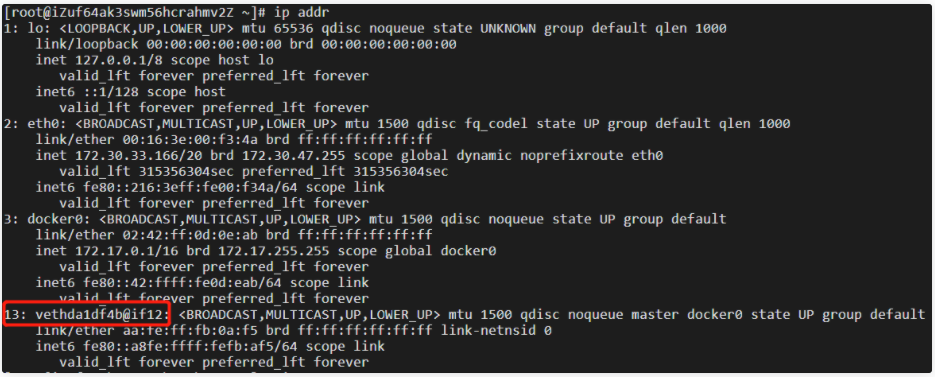 [root@iZuf64ak3swm56hcrahmv2Z ~]# ip addr
1: lo: <LOOPBACK,UP,LOWER_UP> mtu 65536 qdisc noqueue state UNKNOWN group default qlen 1000
link/loopback 00:00:00:00:00:00 brd 00:00:00:00:00:00
inet 127.0.0.1/8 scope host lo
valid_lft forever preferred_lft forever
inet6 ::1/128 scope host
valid_lft forever preferred_lft forever
2: eth0: <BROADCAST,MULTICAST,UP,LOWER_UP> mtu 1500 qdisc fq_codel state UP group default qlen 1000
link/ether 00:16:3e:00:f3:4a brd ff:ff:ff:ff:ff:ff
inet 172.30.33.166/20 brd 172.30.47.255 scope global dynamic noprefixroute eth0
valid_lft 315356304sec preferred_lft 315356304sec
inet6 fe80::216:3eff:fe00:f34a/64 scope link
valid_lft forever preferred_lft forever
3: docker0: <BROADCAST,MULTICAST,UP,LOWER_UP> mtu 1500 qdisc noqueue state UP group default
link/ether 02:42:ff:0d:0e:ab brd ff:ff:ff:ff:ff:ff
inet 172.17.0.1/16 brd 172.17.255.255 scope global docker0
valid_lft forever preferred_lft forever
inet6 fe80::42:ffff:fe0d:eab/64 scope link
valid_lft forever preferred_lft forever
13: vethda1df4b@if12: <BROADCAST,MULTICAST,UP,LOWER_UP> mtu 1500 qdisc noqueue master docker0 state UP group default
link/ether aa:fe:ff:fb:0a:f5 brd ff:ff:ff:ff:ff:ff link-netnsid 0
inet6 fe80::a8fe:ffff:fefb:af5/64 scope link
valid_lft forever preferred_lft forever